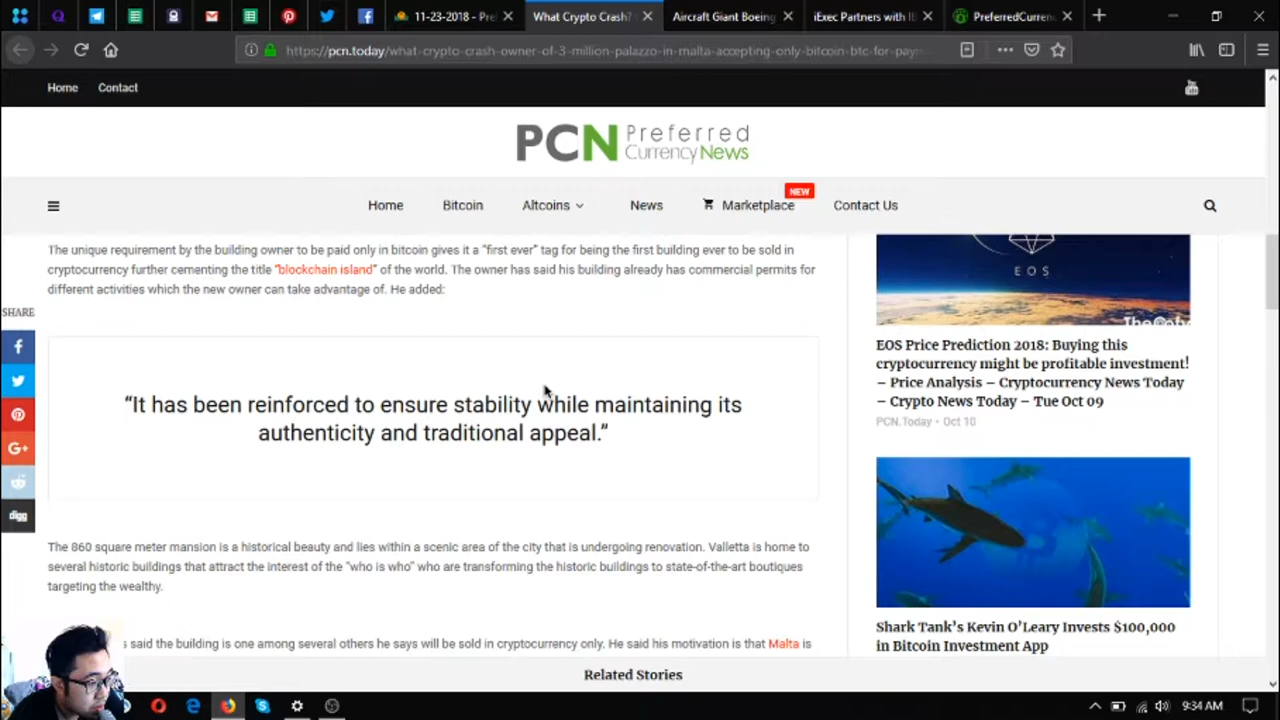 11-23-2018 - Pre
What Crypto Crash?
Aircraft Giant Boeing
iExec Partners with IB
PreferredCurren
https://pcn.today/what-crypto-crash-owner-of-3-million-palazzo-in-malta-accepting-only-bitcoin-btc-for-pay
Home
Contact
PCN Preferred
CurrencyNews
NEW
Home
Bitcoin
Altcoins
News
Marketplace
Contact Us
The unique requirement by the building owner to be paid only in bitcoin gives it a “first ever” tag for being the first building ever to be sold in
cryptocurrency further cementing the title “blockchain island” of the world. The owner has said his building already has commercial permits for
different activities which the new owner can take advantage of. He added:
SHARE
digg
“It has been reinforced to ensure stability while maintaining its
authenticity and traditional appeal.”
The 860 square meter mansion is a historical beauty and lies within a scenic area of the city that is undergoing renovation. Valletta is home to
several historic buildings that attract the interest of the “who is who” who are transforming the historic buildings to state-of-the-art boutiques
targeting the wealthy.
s said the building is one among several others he says will be sold in cryptocurrency only. He said his motivation is that Malta is
EOS
EOS Price Prediction 2018: Buying this
cryptocurrency might be profitable investment!
– Price Analysis – Cryptocurrency News Today
– Crypto News Today – Tue Oct 09
PCN.Today • Oct 10
Shark Tank’s Kevin O’Leary Invests $100,000
in Bitcoin Investment App
Related Stories
9:34 AM